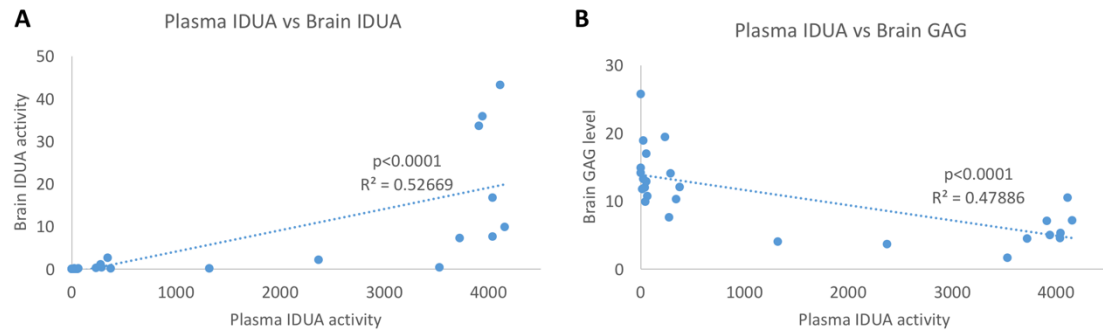 A
Plasma IDUA vs Brain IDUA
Brain IDUA activity
50
40
30
20
10
0
p<0.0001
R² = 0.52669
0
1000
2000
3000
4000
Plasma IDUA activity
B
Plasma IDUA vs Brain GAG
Brain GAG level
30
20
10
0
p<0.0001
R² = 0.47886
0
1000
2000
3000
4000
Plasma IDUA activity